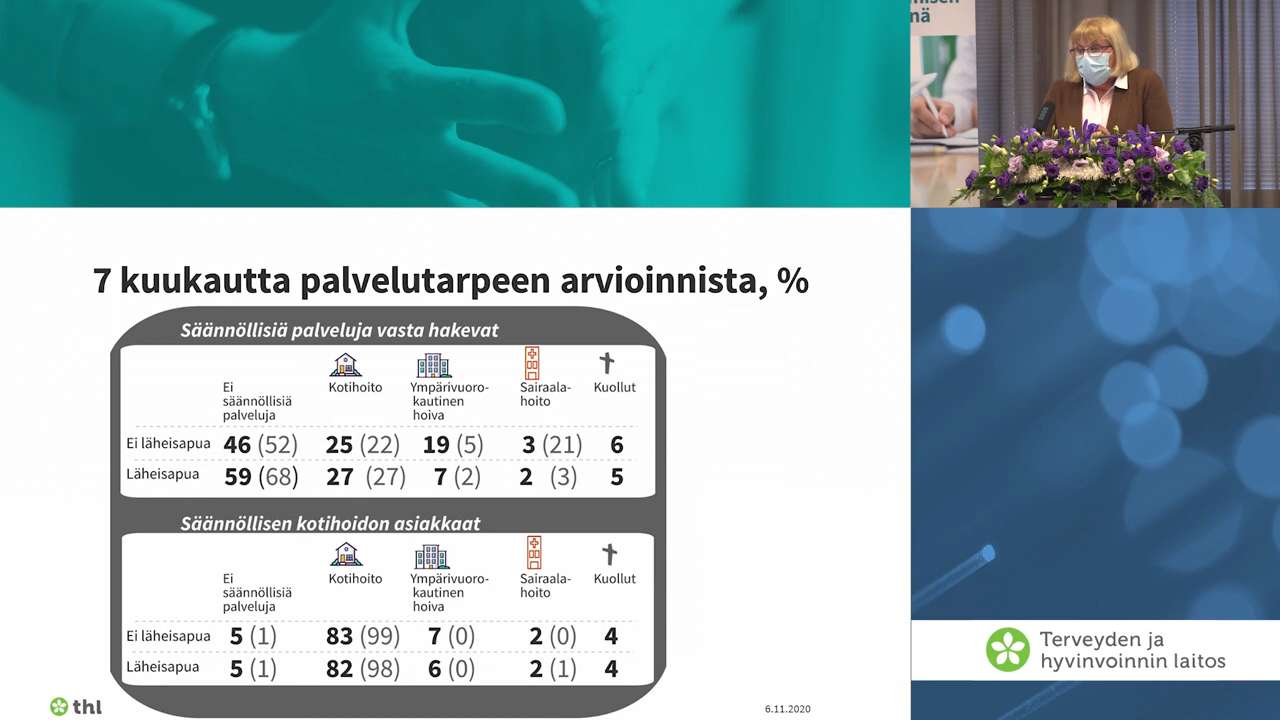 mä
7 kuukautta palvelutarpeen arvioinnista, %
Säännöllisiä palveluja vasta hakevat
Ei säännöllisiä palveluja
Kotihoito
Ympärivuoro-kautinen hoiva
Sairaala-hoito
Kuollut
Ei läheisapua 46 (52) 25 (22) 19 (5) 3 (21) 6
Läheisapua 59 (68) 27 (27) 7 (2) 2 (3) 5
Säännöllisen kotihoidon asiakkaat
Ei säännöllisiä palveluja
Kotihoito
Ympärivuoro-kautinen hoiva
Sairaala-hoito
Kuollut
Ei läheisapua 5 (1) 83 (99) 7 (0) 2 (0) 4
Läheisapua 5 (1) 82 (98) 6 (0) 2 (1) 4
thl
6.11.2020
Terveyden ja
hyvinvoinnin laitos